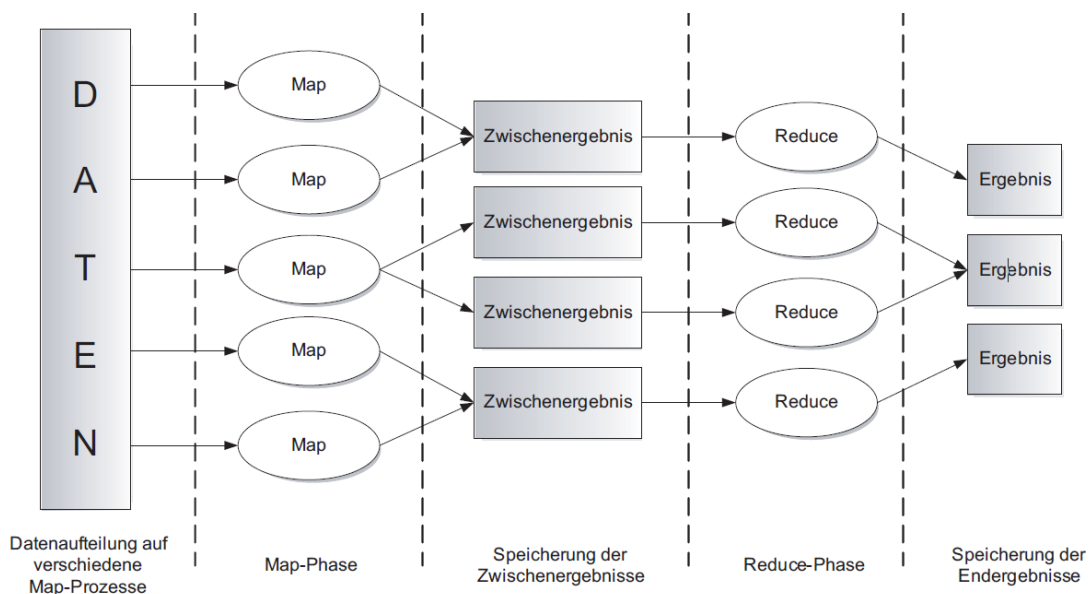 D
A
T
E
N
Map
Map
Map
Map
Map
Zwischenergebnis
Zwischenergebnis
Zwischenergebnis
Zwischenergebnis
Reduce
Reduce
Reduce
Reduce
Ergebnis
Ergebnis
Ergebnis
Datenaufteilung auf
verschiedene
Map-Prozesse
Map-Phase
Speicherung der
Zwischenergebnisse
Reduce-Phase
Speicherung der
Endergebnisse